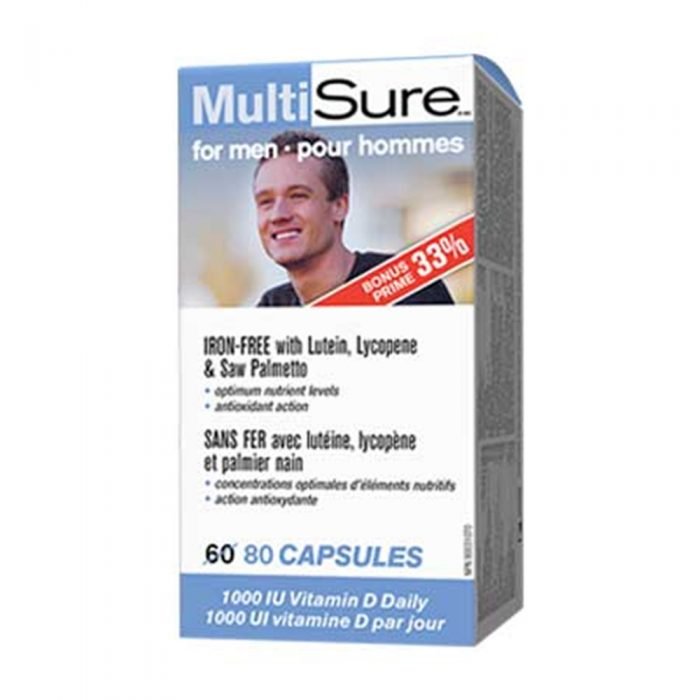 MultiSure™
for men • pour hommes
BONUS
PRIME 33%
IRON-FREE with Lutein, Lycopene
& Saw Palmetto
• optimum nutrient levels
• antioxidant action
SANS FER avec lutéine, lycopène
et palmier nain
• concentrations optimales d'éléments nutritifs
• action antioxydante
60 80 CAPSULES
1000 IU Vitamin D Daily
1000 UI vitamine D par jour